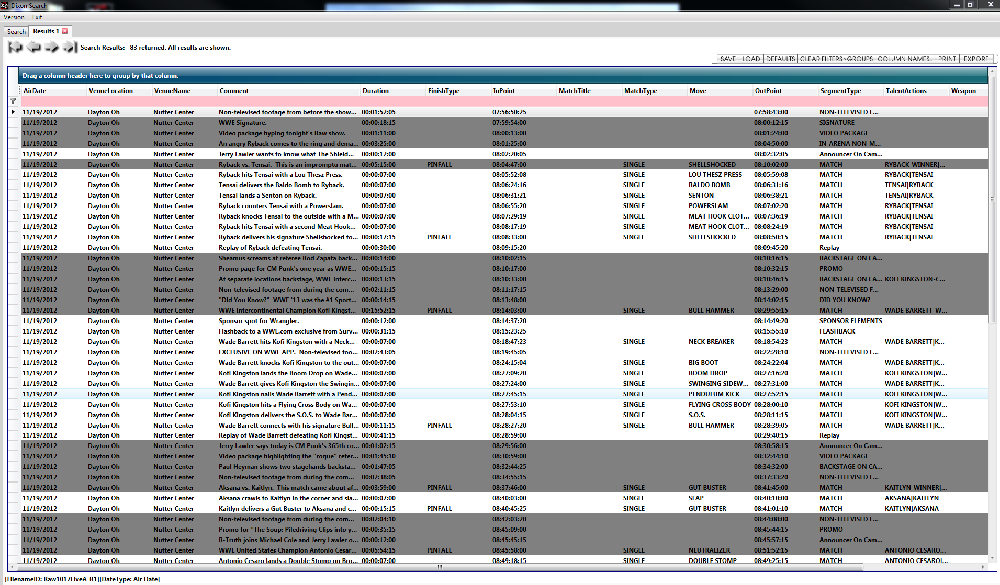 Xo Dixon Search
Version Exit
Search Results 1
Search Results: 83 returned. All results are shown.
SAVE LOAD DEFAULTS CLEAR FILTERS & GROUPS COLUMN NAMES... PRINT EXPORT
Drag a column header here to group by that column.
AirDate VenueLocation VenueName Comment Duration FinishType InPoint MatchTitle MatchType Move OutPoint SegmentType TalentActions Weapon
11/19/2012 Dayton Oh Nutter Center Non-televised footage from before the show... 00:01:52:05 07:56:50:25 07:58:43:00 NON-TELEVISED F...
11/19/2012 Dayton Oh Nutter Center WWE Signature. 00:00:18:15 07:59:54:00 08:00:12:15 SIGNATURE
11/19/2012 Dayton Oh Nutter Center Video package hyping tonight's Raw show. 00:01:11:00 08:00:13:00 08:01:24:00 VIDEO PACKAGE
11/19/2012 Dayton Oh Nutter Center An angry Ryback comes to the ring and dema... 00:03:25:00 08:01:25:00 08:04:50:00 IN-ARENA NON-M...
11/19/2012 Dayton Oh Nutter Center Jerry Lawler wants to know what The Shield... 00:00:12:00 08:02:20:05 08:02:32:05 Announcer On Cam...
11/19/2012 Dayton Oh Nutter Center Ryback vs. Tensai. This is an impromptu mat... 00:05:15:00 PINFALL 08:04:47:00 SINGLE SHELLSHOCKED 08:10:02:00 MATCH RYBACK-WINNER|...
11/19/2012 Dayton Oh Nutter Center Ryback hits Tensai with a Lou Thesz Press. 00:00:07:00 08:05:52:08 SINGLE LOU THESZ PRESS 08:05:59:08 MATCH RYBACK|TENSAI
11/19/2012 Dayton Oh Nutter Center Tensai delivers the Baldo Bomb to Ryback. 00:00:07:00 08:06:24:16 SINGLE BALDO BOMB 08:06:31:16 MATCH TENSAI|RYBACK
11/19/2012 Dayton Oh Nutter Center Tensai lands a Senton on Ryback. 00:00:07:00 08:06:31:21 SINGLE SENTON 08:06:38:21 MATCH TENSAI|RYBACK
11/19/2012 Dayton Oh Nutter Center Ryback counters Tensai with a Powerslam. 00:00:07:00 08:06:55:20 SINGLE POWERSLAM 08:07:02:20 MATCH RYBACK|TENSAI
11/19/2012 Dayton Oh Nutter Center Ryback knocks Tensai to the outside with a M... 00:00:07:00 08:07:29:19 SINGLE MEAT HOOK CLOT... 08:07:36:19 MATCH RYBACK|TENSAI
11/19/2012 Dayton Oh Nutter Center Ryback hits Tensai with a second Meat Hook... 00:00:07:00 08:08:17:19 SINGLE MEAT HOOK CLOT... 08:08:24:19 MATCH RYBACK|TENSAI
11/19/2012 Dayton Oh Nutter Center Ryback delivers his signature Shellshocked to... 00:00:17:15 PINFALL 08:08:33:00 SINGLE SHELLSHOCKED 08:08:50:15 MATCH RYBACK|TENSAI
11/19/2012 Dayton Oh Nutter Center Replay of Ryback defeating Tensai. 00:00:30:00 08:09:15:20 08:09:45:20 Replay
11/19/2012 Dayton Oh Nutter Center Sheamus screams at referee Rod Zapata back... 00:00:14:00 08:10:02:15 08:10:16:15 BACKSTAGE ON CA...
11/19/2012 Dayton Oh Nutter Center Promo page for CM Punk's one year as WWE... 00:00:15:15 08:10:17:00 08:10:32:15 PROMO
11/19/2012 Dayton Oh Nutter Center At separate locations backstage, WWE Interc... 00:00:13:15 08:10:33:00 08:10:46:15 BACKSTAGE ON CA... KOFI KINGSTON-C...
11/19/2012 Dayton Oh Nutter Center Non-televised footage from during the com... 00:02:11:15 08:11:17:15 08:13:29:00 NON-TELEVISED F...
11/19/2012 Dayton Oh Nutter Center "Did You Know?" WWE '13 was the #1 Sport... 00:00:14:15 08:13:48:00 08:14:02:15 DID YOU KNOW?
11/19/2012 Dayton Oh Nutter Center WWE Intercontinental Champion Kofi Kingst... 00:15:52:15 PINFALL 08:14:03:00 SINGLE BULL HAMMER 08:29:55:15 MATCH WADE BARRETT-W...
11/19/2012 Dayton Oh Nutter Center Sponsor spot for Wrangler. 00:00:12:00 08:14:37:20 08:14:49:20 SPONSOR ELEMENTS
11/19/2012 Dayton Oh Nutter Center Flashback to a WWE.com exclusive from Surv... 00:00:31:15 08:15:23:25 08:15:55:10 FLASHBACK
11/19/2012 Dayton Oh Nutter Center Wade Barrett hits Kofi Kingston with a Neck... 00:00:07:00 08:18:47:23 SINGLE NECK BREAKER 08:18:54:23 MATCH WADE BARRETT|K...
11/19/2012 Dayton Oh Nutter Center EXCLUSIVE ON WWE APP. Non-televised foo... 00:02:43:05 08:19:45:05 08:22:28:10 NON-TELEVISED F...
11/19/2012 Dayton Oh Nutter Center Wade Barrett knocks Kofi Kingston to the out... 00:00:07:00 08:24:15:04 SINGLE BIG BOOT 08:24:22:04 MATCH WADE BARRETT|K...
11/19/2012 Dayton Oh Nutter Center Kofi Kingston lands the Boom Drop on Wade... 00:00:07:00 08:27:09:20 SINGLE BOOM DROP 08:27:16:20 MATCH KOFI KINGSTON|W...
11/19/2012 Dayton Oh Nutter Center Wade Barrett gives Kofi Kingston the Swingin... 00:00:07:00 08:27:24:00 SINGLE SWINGING SIDEW... 08:27:31:00 MATCH WADE BARRETT|K...
11/19/2012 Dayton Oh Nutter Center Kofi Kingston nails Wade Barrett with a Pend... 00:00:07:00 08:27:45:15 SINGLE PENDULUM KICK 08:27:52:15 MATCH KOFI KINGSTON|W...
11/19/2012 Dayton Oh Nutter Center Kofi Kingston hits a Flying Cross Body on Wa... 00:00:07:00 08:27:53:10 SINGLE FLYING CROSS BODY 08:28:00:10 MATCH KOFI KINGSTON|W...
11/19/2012 Dayton Oh Nutter Center Kofi Kingston delivers the S.O.S. to Wade Bar... 00:00:07:00 08:28:04:15 SINGLE S.O.S. 08:28:11:15 MATCH KOFI KINGSTON|W...
11/19/2012 Dayton Oh Nutter Center Wade Barrett connects with his signature Bull... 00:00:11:15 PINFALL 08:28:27:20 SINGLE BULL HAMMER 08:28:39:05 MATCH WADE BARRETT|K...
11/19/2012 Dayton Oh Nutter Center Replay of Wade Barrett defeating Kofi Kingst... 00:00:41:15 08:28:59:00 08:29:40:15 Replay
11/19/2012 Dayton Oh Nutter Center Jerry Lawler says today is CM Punk's 365th co... 00:01:02:15 08:29:56:00 08:30:58:15 Announcer On Cam...
11/19/2012 Dayton Oh Nutter Center Video package highlighting the "rogue" refer... 00:01:45:10 08:30:59:00 08:32:44:10 VIDEO PACKAGE
11/19/2012 Dayton Oh Nutter Center Paul Heyman shows two stagehands backsta... 00:01:47:05 08:32:44:25 08:34:32:00 BACKSTAGE ON CA...
11/19/2012 Dayton Oh Nutter Center Non-televised footage from during the com... 00:02:38:05 08:34:55:15 08:37:33:20 NON-TELEVISED F...
11/19/2012 Dayton Oh Nutter Center Aksana vs. Kaitlyn. This match came about af... 00:03:59:00 PINFALL 08:37:46:00 SINGLE GUT BUSTER 08:41:45:00 MATCH KAITLYN-WINNER|...
11/19/2012 Dayton Oh Nutter Center Aksana crawls to Kaitlyn in the corner and sla... 00:00:07:00 08:40:03:00 SINGLE SLAP 08:40:10:00 MATCH AKSANA|KAITLYN
11/19/2012 Dayton Oh Nutter Center Kaitlyn delivers a Gut Buster to Aksana and c... 00:00:15:15 PINFALL 08:40:45:25 SINGLE GUT BUSTER 08:41:01:10 MATCH KAITLYN|AKSANA
11/19/2012 Dayton Oh Nutter Center Non-televised footage from during the com... 00:02:04:10 08:42:03:20 08:44:08:00 NON-TELEVISED F...
11/19/2012 Dayton Oh Nutter Center Promo for "The Soup: Piledriving Clips into y... 00:00:35:15 08:45:09:00 08:45:44:15 PROMO
11/19/2012 Dayton Oh Nutter Center R-Truth joins Michael Cole and Jerry Lawler o... 00:00:12:00 08:45:45:15 08:45:57:15 Announcer On Cam...
11/19/2012 Dayton Oh Nutter Center WWE United States Champion Antonio Cesar... 00:05:54:15 PINFALL 08:45:58:00 SINGLE NEUTRALIZER 08:51:52:15 MATCH ANTONIO CESARO...
11/19/2012 Dayton Oh Nutter Center Antonio Cesaro lands a Double Stomp on Bro... 00:00:07:00 08:49:18:15 SINGLE DOUBLE STOMP 08:49:25:15 MATCH ANTONIO CESARO|...
[FilenameID: Raw1017LiveA_R1][DateType: Air Date]